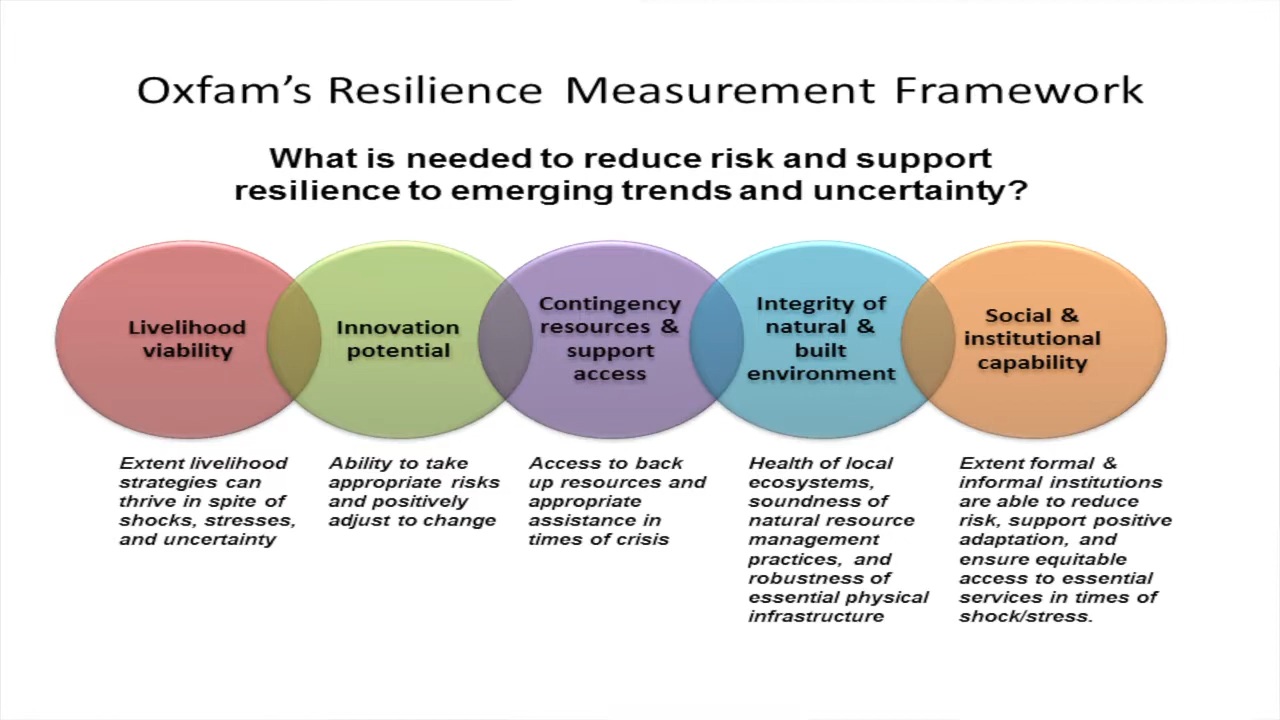 Oxfam's Resilience Measurement Framework
What is needed to reduce risk and support
resilience to emerging trends and uncertainty?
Livelihood
viability
Innovation
potential
Contingency
resources &
support
access
Integrity of
natural &
built
environment
Social &
institutional
capability
Extent livelihood
strategies can
thrive in spite of
shocks, stresses,
and uncertainty
Ability to take
appropriate risks
and positively
adjust to change
Access to back
up resources and
appropriate
assistance in
times of crisis
Health of local
ecosystems,
soundness of
natural resource
management
practices, and
robustness of
essential physical
infrastructure
Extent formal &
informal institutions
are able to reduce
risk, support positive
adaptation, and
ensure equitable
access to essential
services in times of
shock/stress.